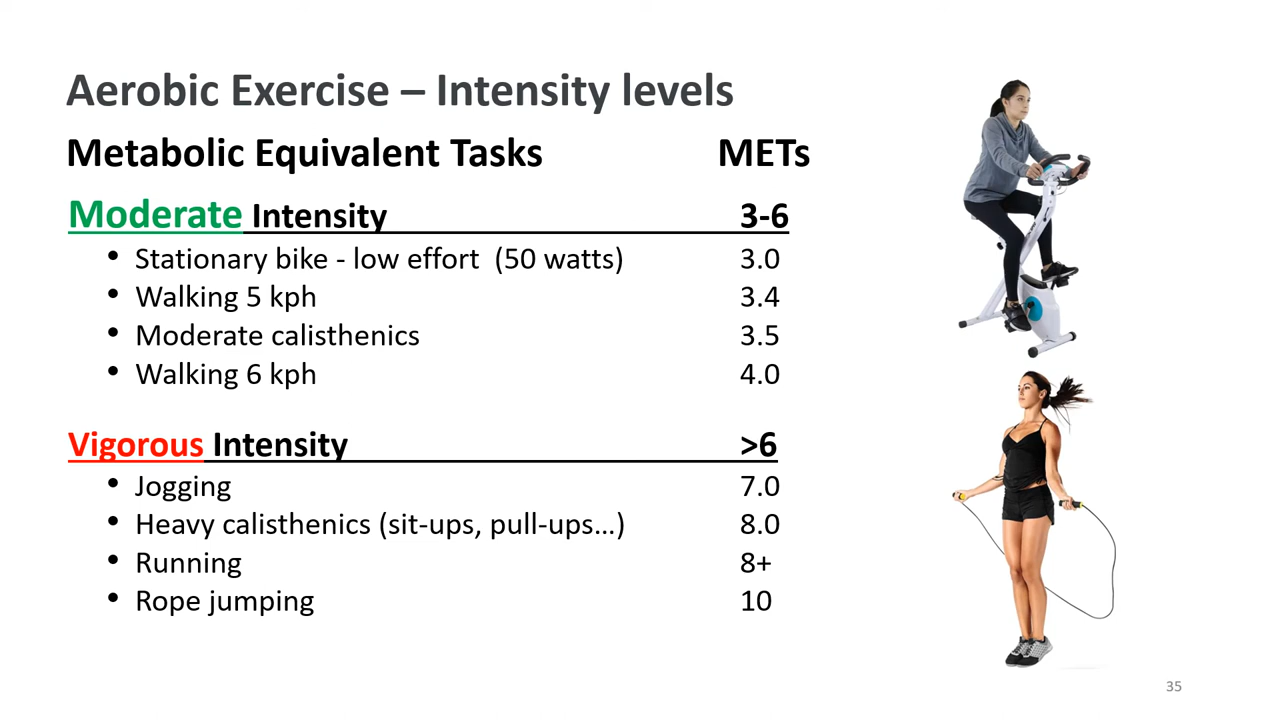 Aerobic Exercise – Intensity levels
Metabolic Equivalent Tasks METs
Moderate Intensity 3-6
• Stationary bike - low effort (50 watts) 3.0
• Walking 5 kph 3.4
• Moderate calisthenics 3.5
• Walking 6 kph 4.0
Vigorous Intensity >6
• Jogging 7.0
• Heavy calisthenics (sit-ups, pull-ups...) 8.0
• Running 8+
• Rope jumping 10
35